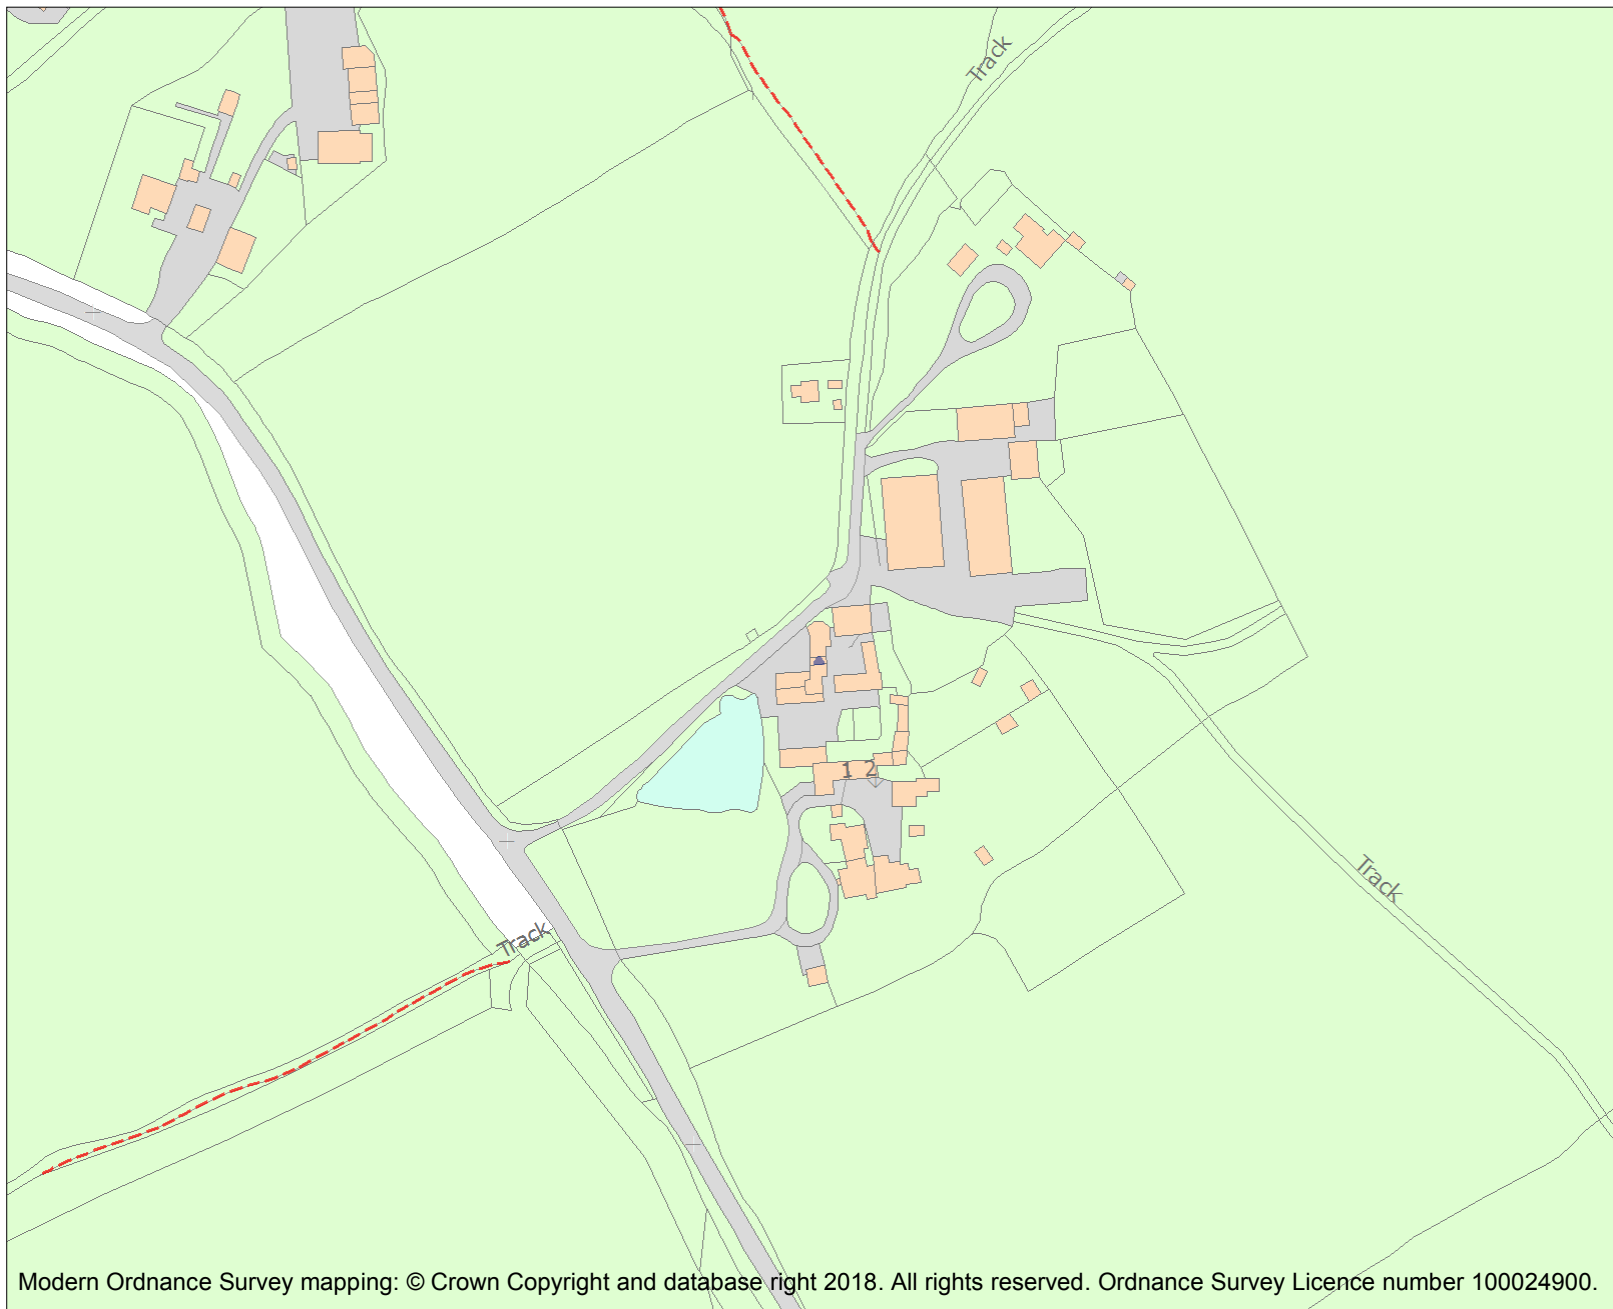 Track
1 2
Track
Track
Modern Ordnance Survey mapping: © Crown Copyright and database right 2018. All rights reserved. Ordnance Survey Licence number 100024900.